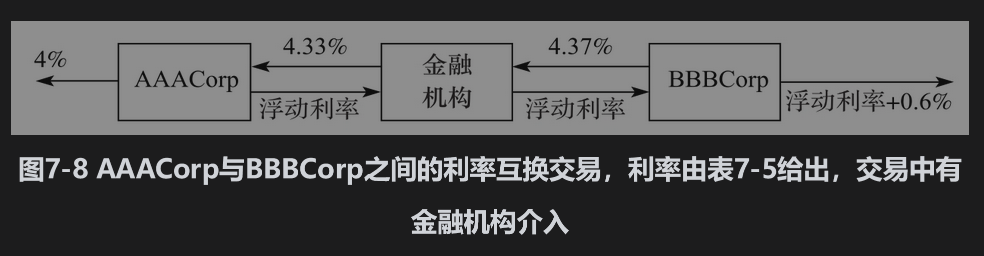 4%
AAACorp
4.33%
浮动利率
金融
机构
4.37%
浮动利率
BBBCorp
浮动利率+0.6%
图7-8 AAACorp与BBBCorp之间的利率互换交易，利率由表7-5给出，交易中有
金融机构介入